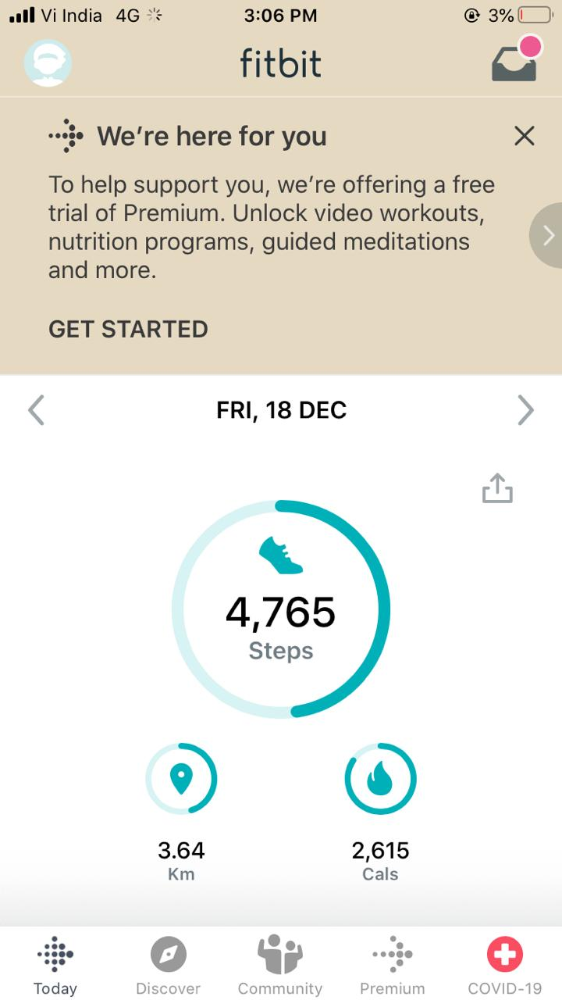 Vi India 4G 3:06 PM 3%
fitbit
We're here for you
To help support you, we're offering a free
trial of Premium. Unlock video workouts,
nutrition programs, guided meditations
and more.
GET STARTED
FRI, 18 DEC
4,765
Steps
3.64 2,615
Km Cals
Today Discover Community Premium COVID-19